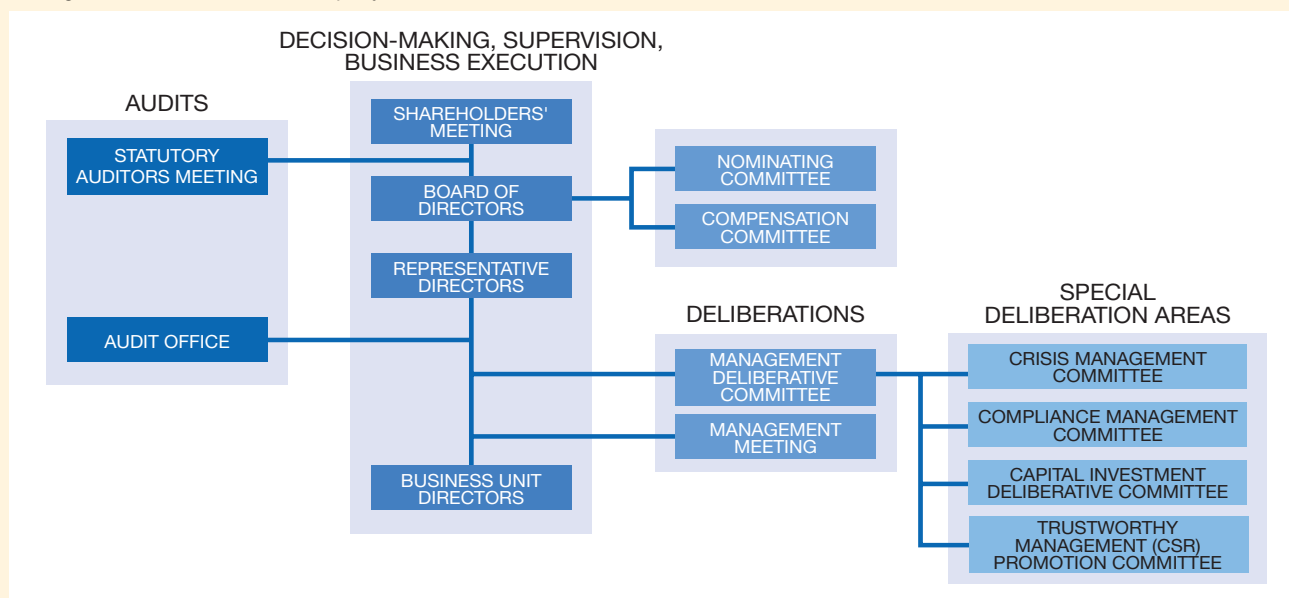 DECISION-MAKING, SUPERVISION,
BUSINESS EXECUTION
AUDITS
STATUTORY
AUDITORS MEETING
AUDIT OFFICE
SHAREHOLDERS'
MEETING
BOARD OF
DIRECTORS
REPRESENTATIVE
DIRECTORS
BUSINESS UNIT
DIRECTORS
NOMINATING
COMMITTEE
COMPENSATION
COMMITTEE
DELIBERATIONS
MANAGEMENT
DELIBERATIVE
COMMITTEE
MANAGEMENT
MEETING
SPECIAL
DELIBERATION AREAS
CRISIS MANAGEMENT
COMMITTEE
COMPLIANCE MANAGEMENT
COMMITTEE
CAPITAL INVESTMENT
DELIBERATIVE COMMITTEE
TRUSTWORTHY
MANAGEMENT (CSR)
PROMOTION COMMITTEE